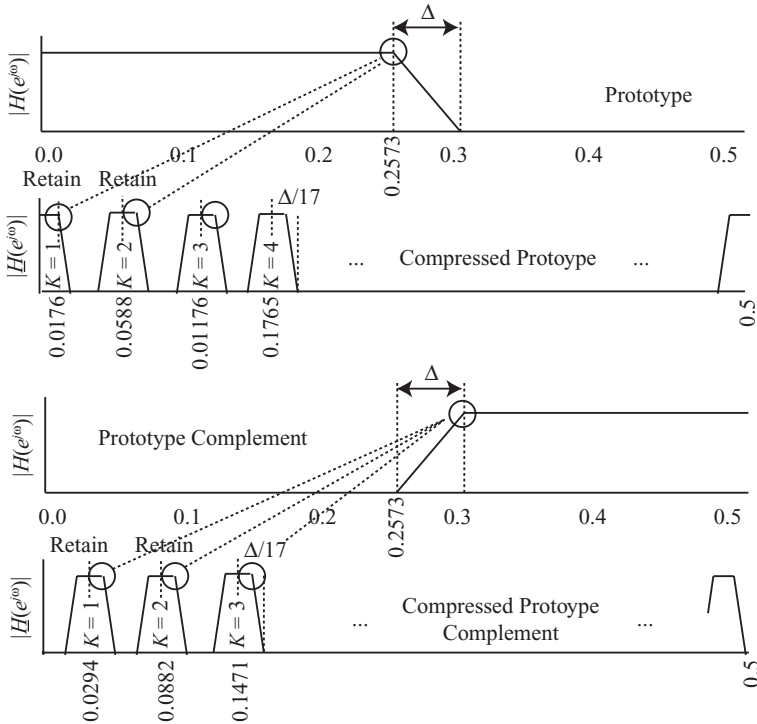 Δ
|H(e^{jω})|
Prototype
0.0 0.1 0.2 0.2573 0.3 0.4 0.5
Retain Retain
Δ/17
|H(e^{jω})|
K = 1 K = 2 K = 3 K = 4
... Compressed Protoype ...
0.0176 0.0588 0.01176 0.1765 0.5
Δ
|H(e^{jω})|
Prototype Complement
0.0 0.1 0.2 0.2573 0.3 0.4 0.5
Retain Retain Δ/17
|H(e^{jω})|
K = 1 K = 2 K = 3
... Compressed Protoype ...
Complement
0.0294 0.0882 0.1471 0.5